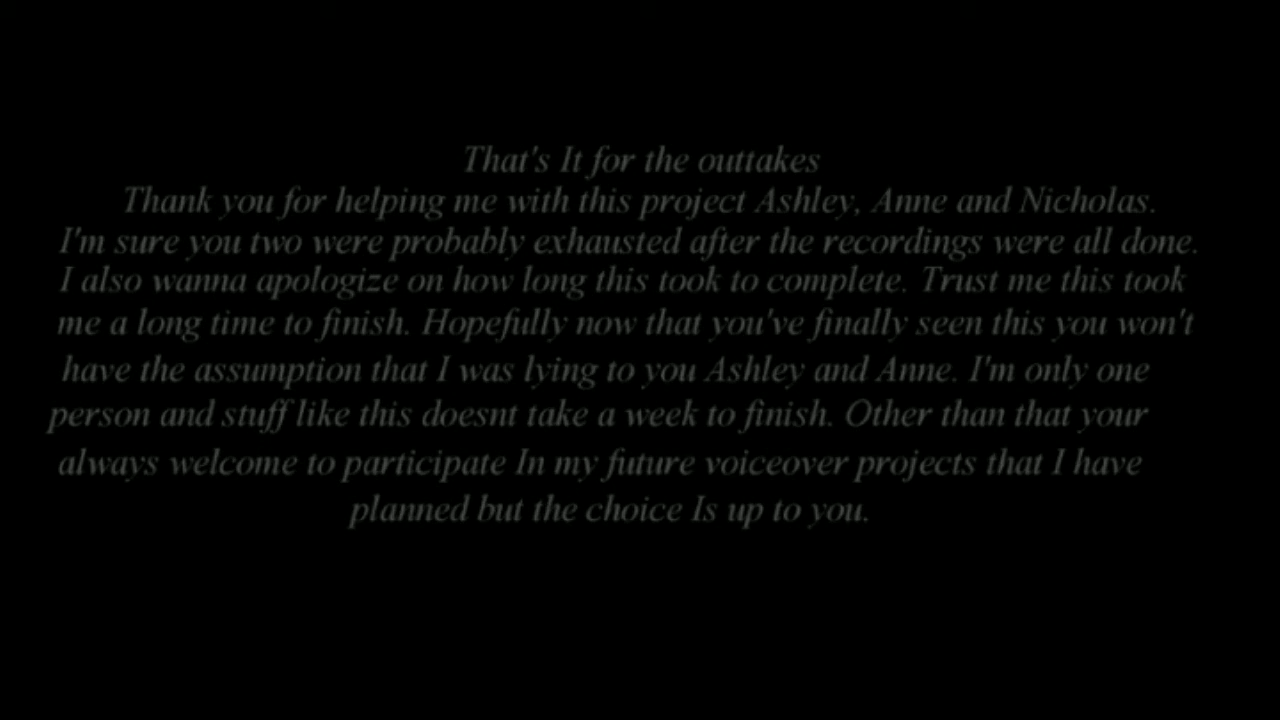 That's It for the outtakes
Thank you for helping me with this project Ashley, Anne and Nicholas.
I'm sure you two were probably exhausted after the recordings were all done.
I also wanna apologize on how long this took to complete. Trust me this took
me a long time to finish. Hopefully now that you've finally seen this you won't
have the assumption that I was lying to you Ashley and Anne. I'm only one
person and stuff like this doesnt take a week to finish. Other than that your
always welcome to participate In my future voiceover projects that I have
planned but the choice Is up to you.